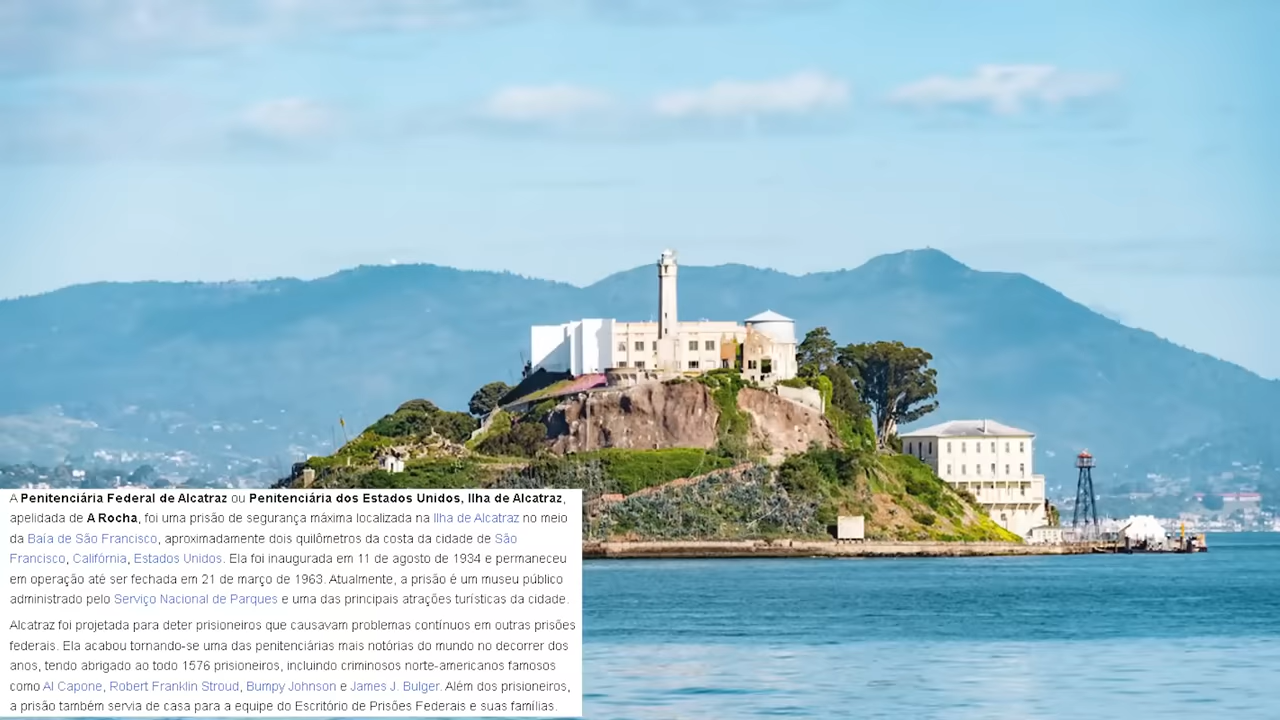 A Penitenciária Federal de Alcatraz ou Penitenciária dos Estados Unidos, Ilha de Alcatraz,
apelidada de A Rocha, foi uma prisão de segurança máxima localizada na Ilha de Alcatraz no meio
da Baía de São Francisco, aproximadamente dois quilômetros da costa da cidade de São
Francisco, Califórnia, Estados Unidos. Ela foi inaugurada em 11 de agosto de 1934 e permaneceu
em operação até ser fechada em 21 de março de 1963. Atualmente, a prisão é um museu público
administrado pelo Serviço Nacional de Parques e uma das principais atrações turísticas da cidade.
Alcatraz foi projetada para deter prisioneiros que causavam problemas contínuos em outras prisões
federais. Ela acabou tornando-se uma das penitenciárias mais notórias do mundo no decorrer dos
anos, tendo abrigado ao todo 1576 prisioneiros, incluindo criminosos norte-americanos famosos
como Al Capone, Robert Franklin Stroud, Bumpy Johnson e James J. Bulger. Além dos prisioneiros,
a prisão também servia de casa para a equipe do Escritório de Prisões Federais e suas famílias.